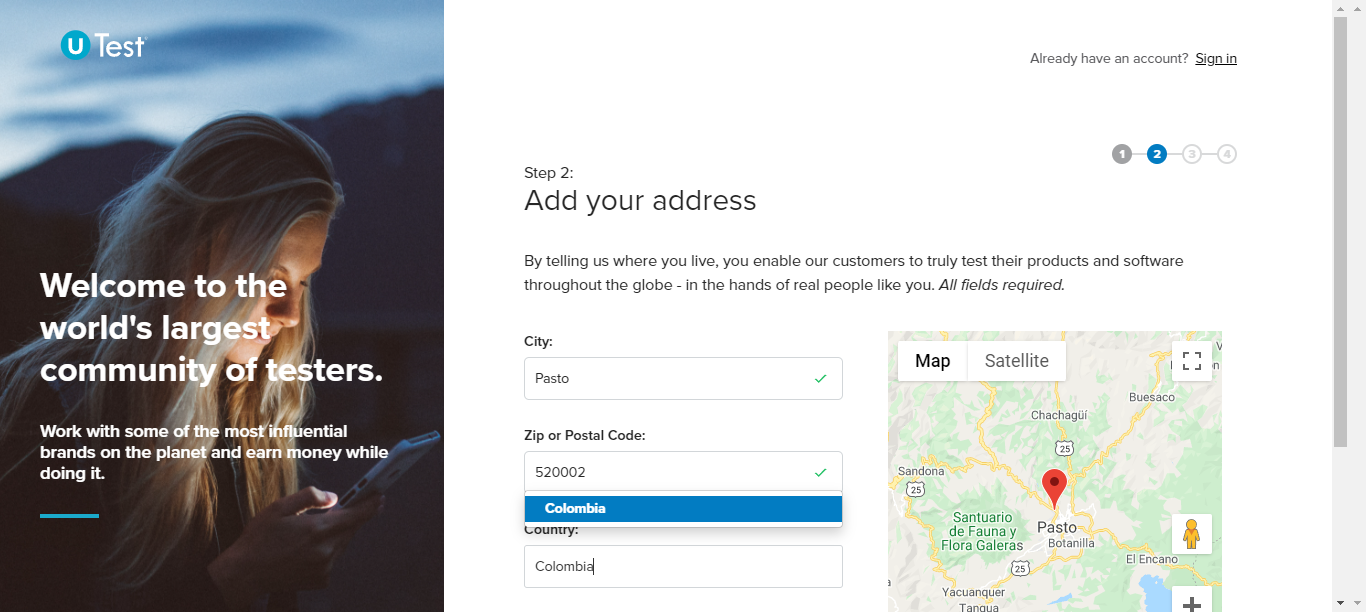 U Test
Already have an account? Sign in
1 2 3 4
Step 2:
Add your address
By telling us where you live, you enable our customers to truly test their products and software
throughout the globe - in the hands of real people like you. All fields required.
Welcome to the
world's largest
community of testers.
Work with some of the most influential
brands on the planet and earn money while
doing it.
City:
Pasto
Zip or Postal Code:
520002
Colombia
Country:
Colombia
Map Satellite
Buesaco
Chachagüí
25
Sandona
25
Santuario
de Fauna y
Flora Galeras
Pasto
Botanilla
El Encano
25
Yacuanquer
Tangua